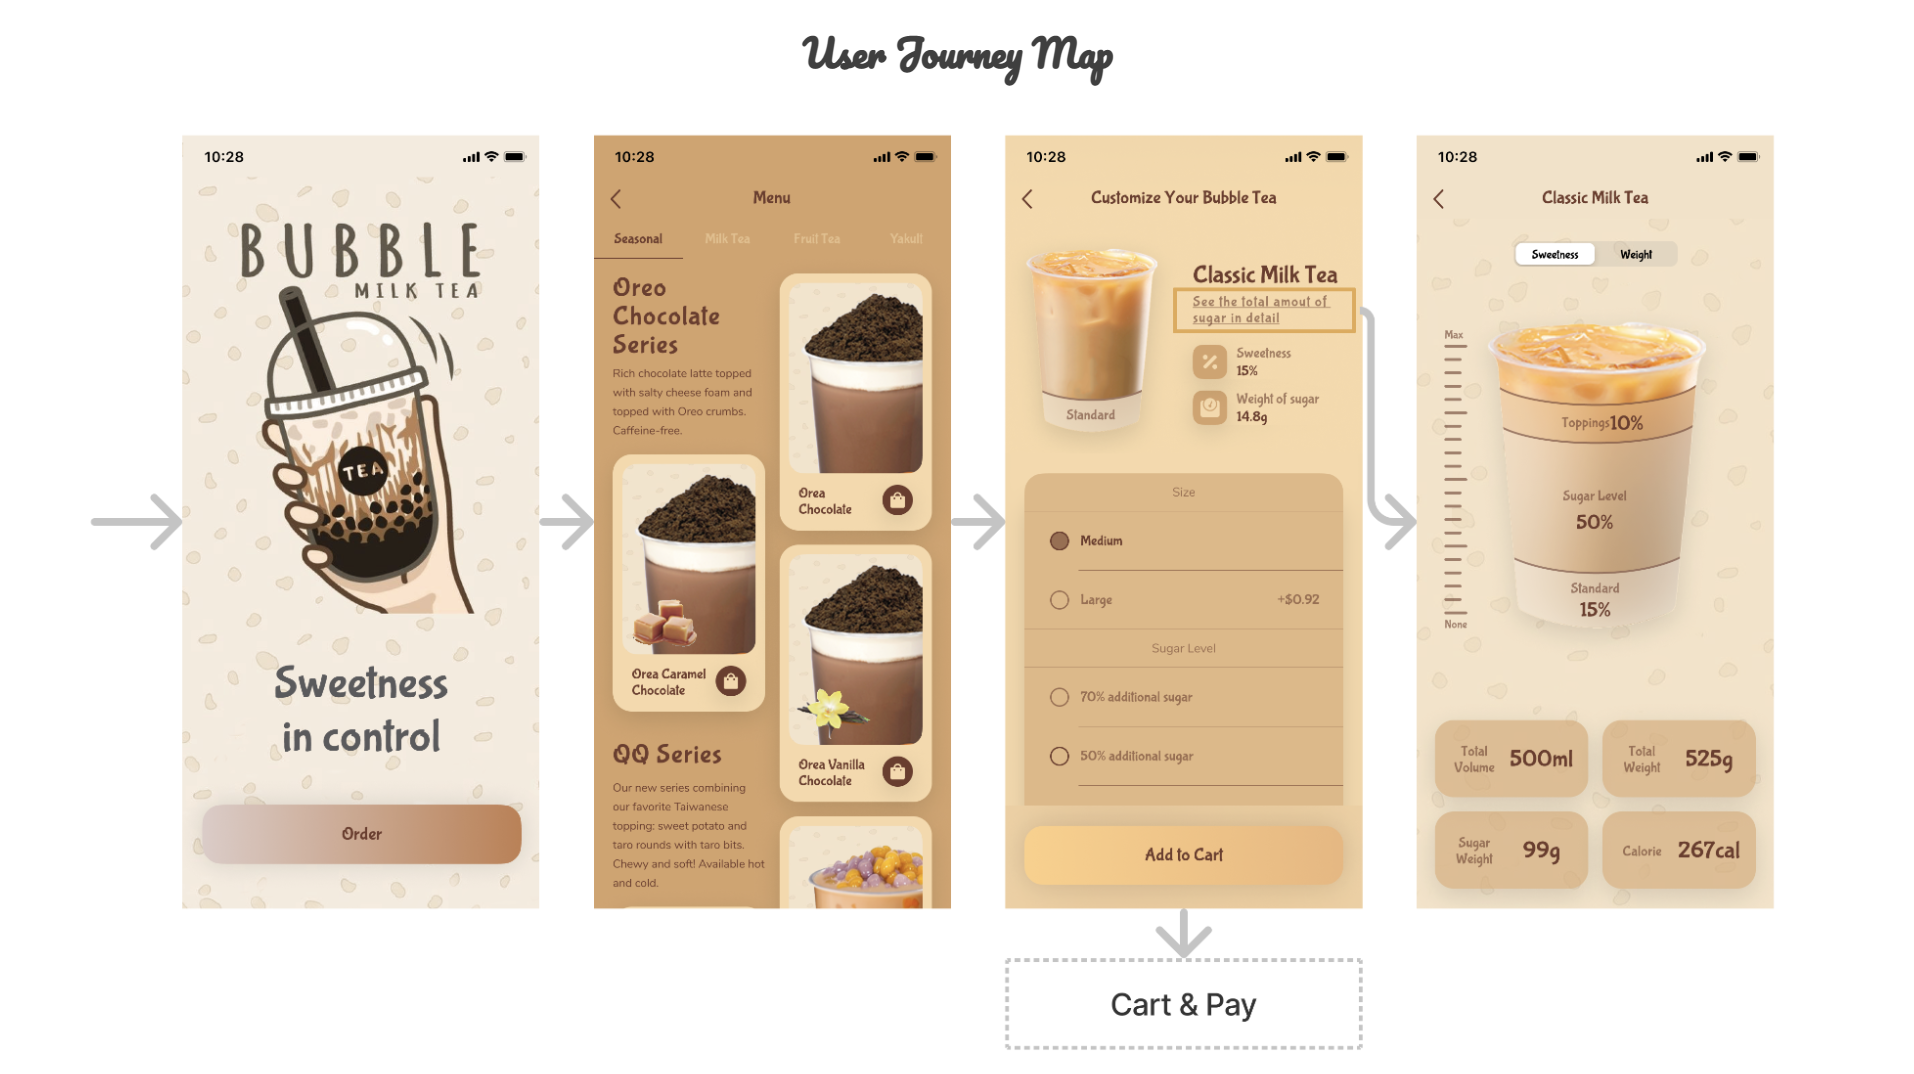 User Journey Map
10:28
BUBBLE
MILK TEA
TEA
Sweetness
in control
Order
10:28
Menu
Seasonal
Milk Tea
Fruit Tea
Yakult
Oreo
Chocolate
Series
Rich chocolate latte topped
with salty cheese foam and
topped with Oreo crumbs.
Caffeine-free.
Orea
Chocolate
Orea Caramel
Chocolate
Orea Vanilla
Chocolate
QQ Series
Our new series combining
our favorite Taiwanese
topping: sweet potato and
taro rounds with taro bits.
Chewy and soft! Available hot
and cold.
10:28
Customize Your Bubble Tea
Classic Milk Tea
See the total amout of
sugar in detail
Sweetness
15%
Weight of sugar
14.8g
Standard
Size
Medium
Large +$0.92
Sugar Level
70% additional sugar
50% additional sugar
Add to Cart
Cart & Pay
10:28
Classic Milk Tea
Sweetness
Weight
Max
None
Toppings 10%
Sugar Level
50%
Standard
15%
Total
Volume
500ml
Total
Weight
525g
Sugar
Weight
99g
Calorie 267cal